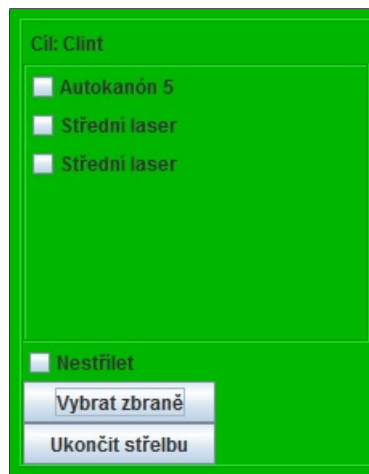 Cíl: Clint
Autokanón 5
Střední laser
Střední laser
Nestřílet
Vybrat zbraně
Ukončit střelbu